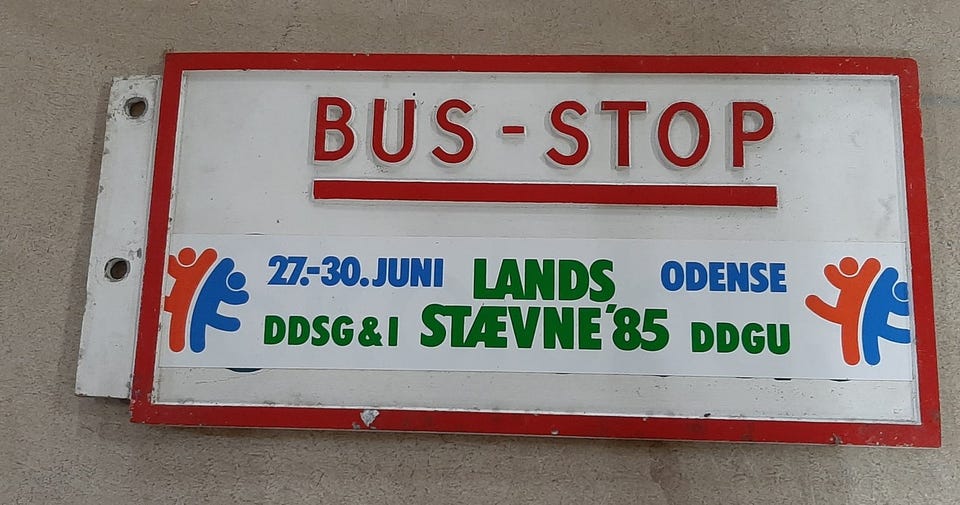 BUS-STOP
27.-30. JUNI LANDS ODENSE
DDSG&I STÆVNE '85 DDGU